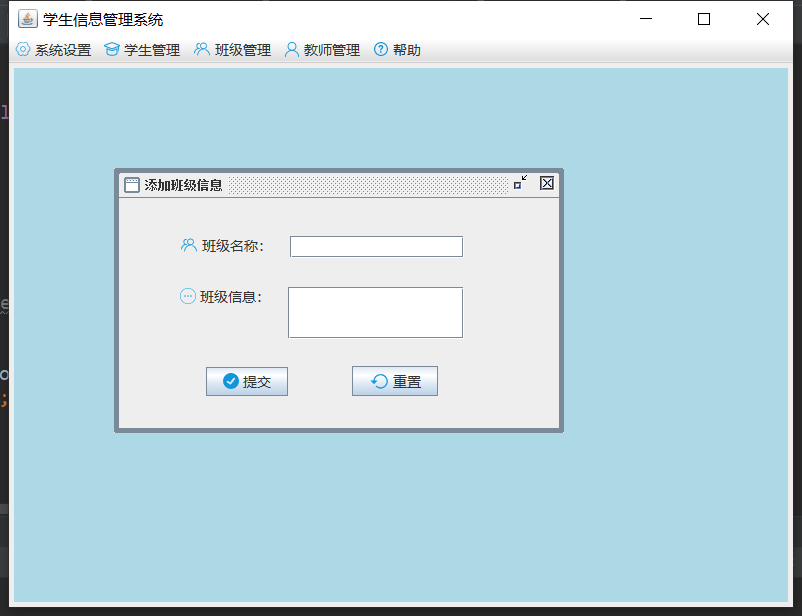 学生信息管理系统
系统设置 学生管理 班级管理 教师管理 帮助
添加班级信息
班级名称：
班级信息：
提交 重置